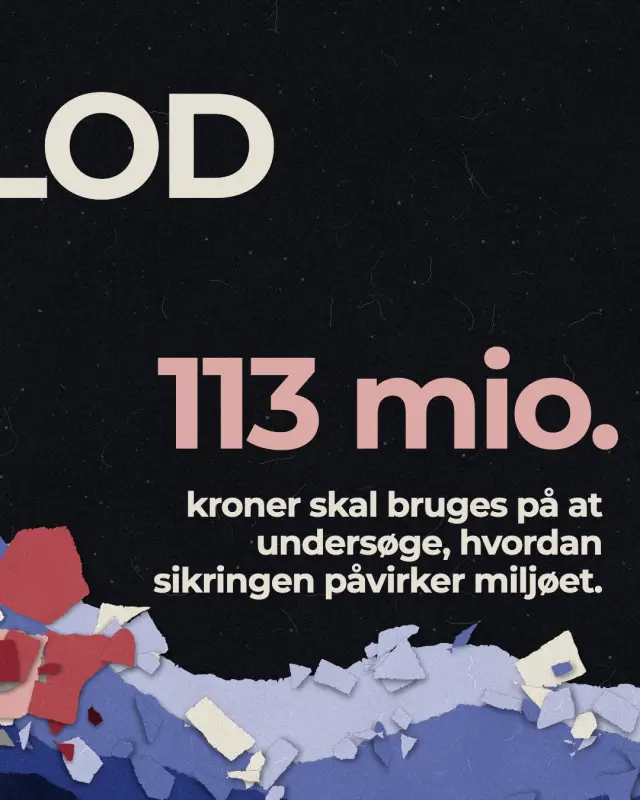 LOD
113 mio.
kroner skal bruges på at
undersøge, hvordan
sikringen påvirker miljøet.